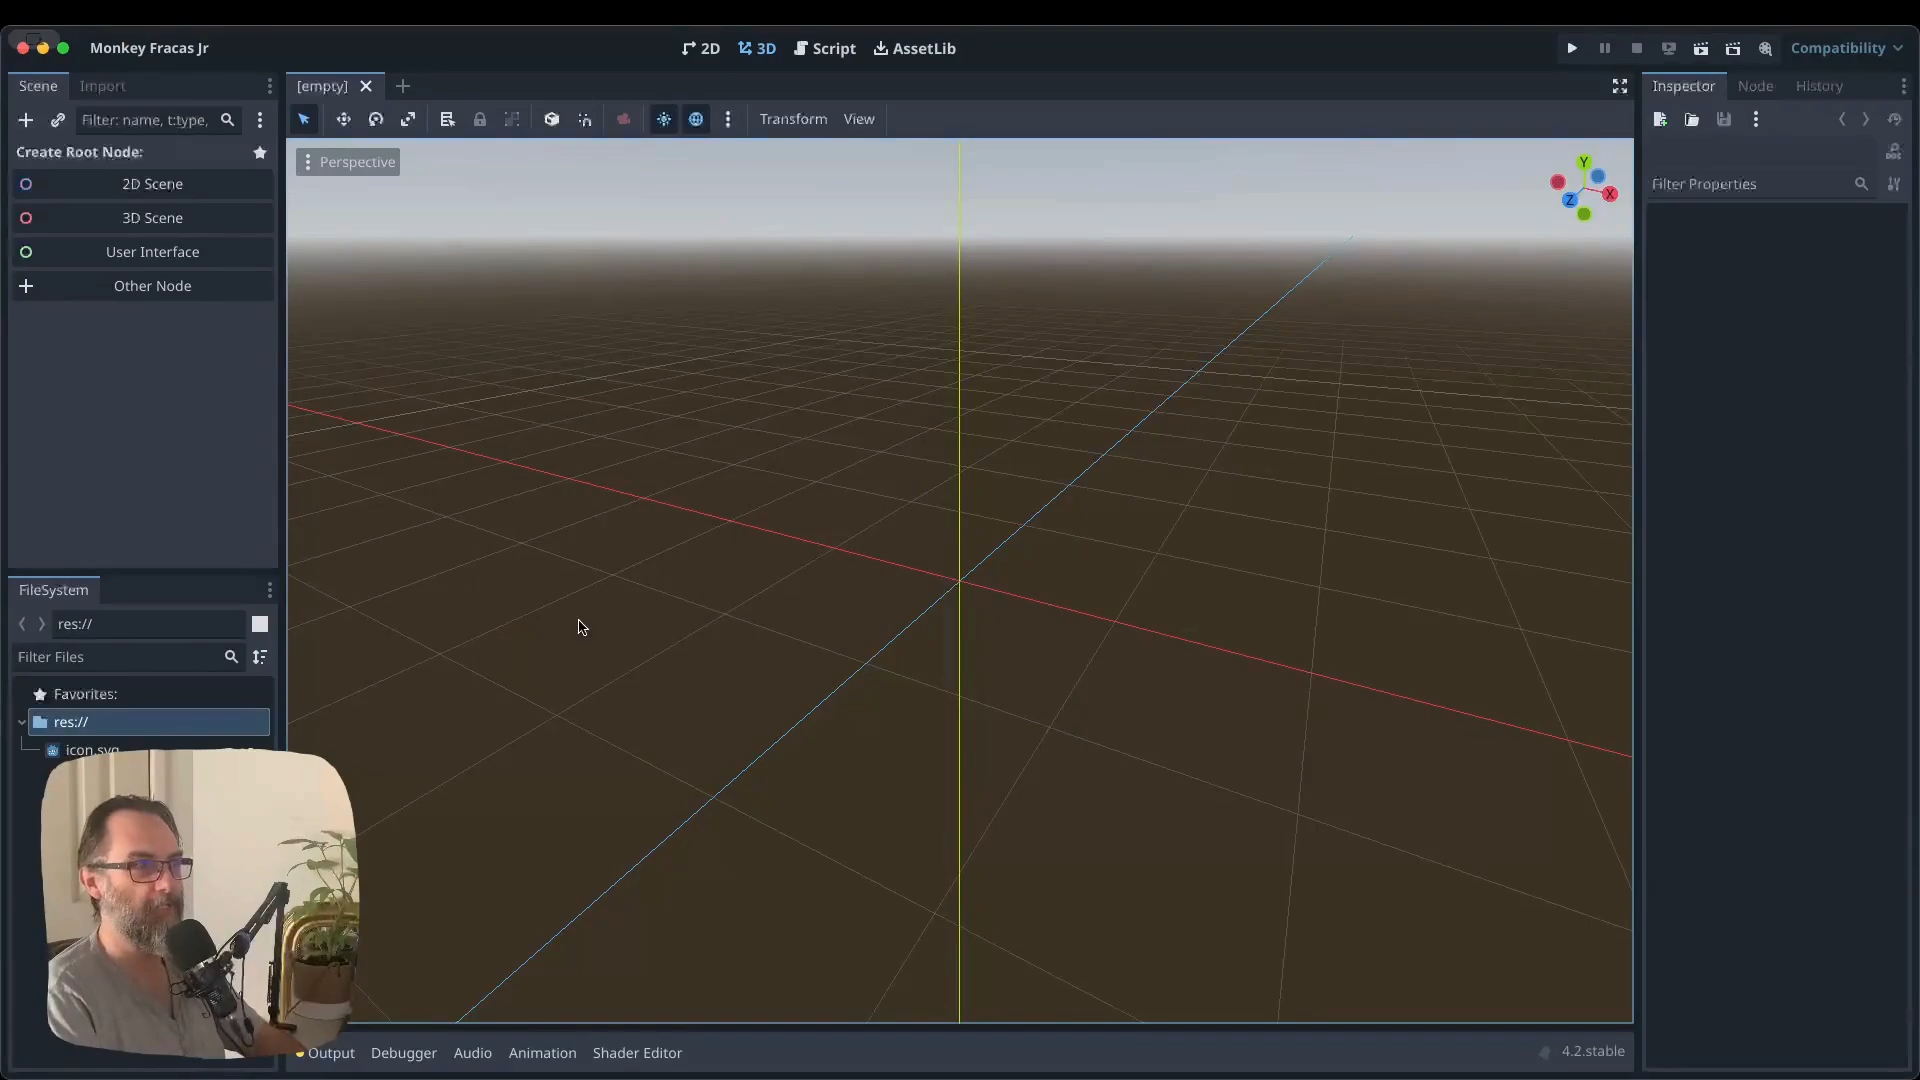 Monkey Fracas Jr
2D
3D
Script
AssetLib
Compatibility
Scene
Import
[empty]
Inspector
Node
History
Filter: name, t:type,
Transform
View
Create Root Node:
2D Scene
3D Scene
User Interface
Other Node
Perspective
Y
X
Z
Filter Properties
FileSystem
res://
Filter Files
Favorites:
res://
icon.svg
Output
Debugger
Audio
Animation
Shader Editor
4.2.stable